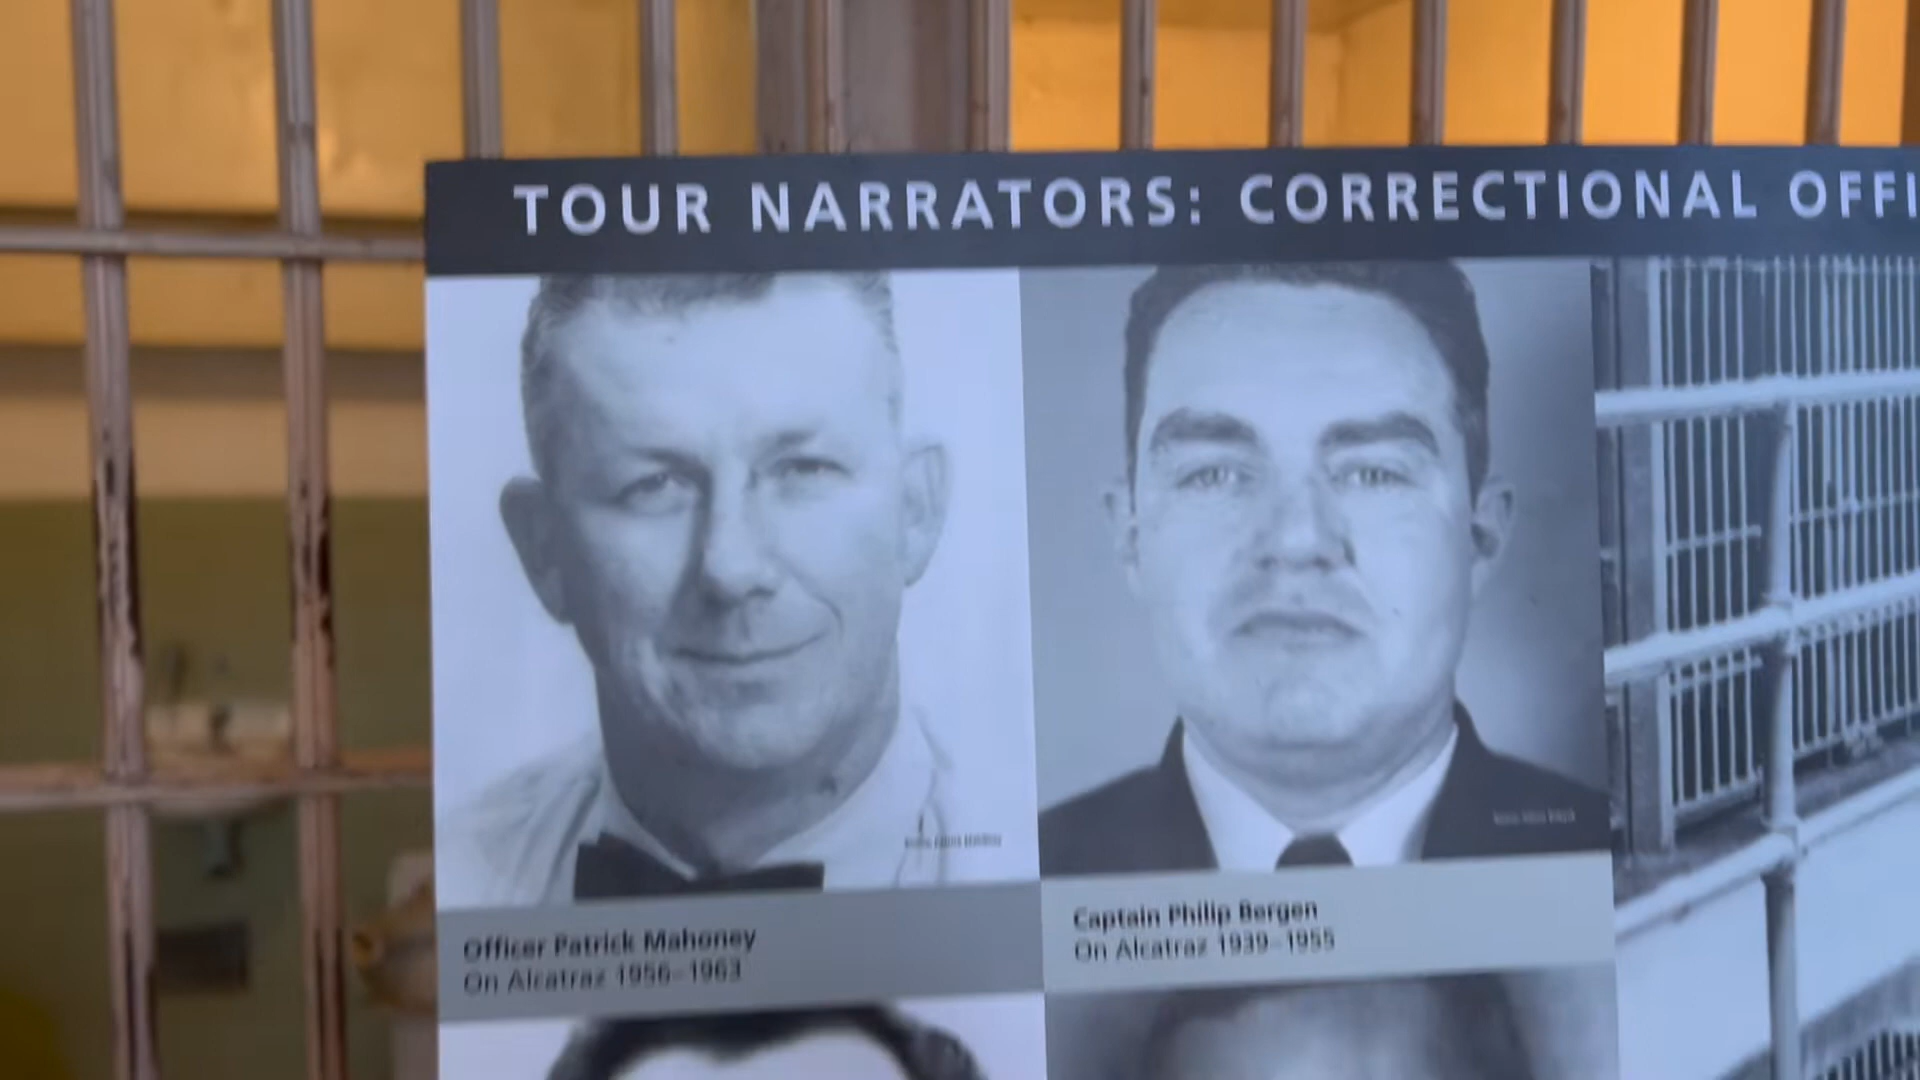 TOUR NARRATORS: CORRECTIONAL OFFI
Officer Patrick Mahoney
On Alcatraz 1956–1963
Captain Philip Bergen
On Alcatraz 1939–1955